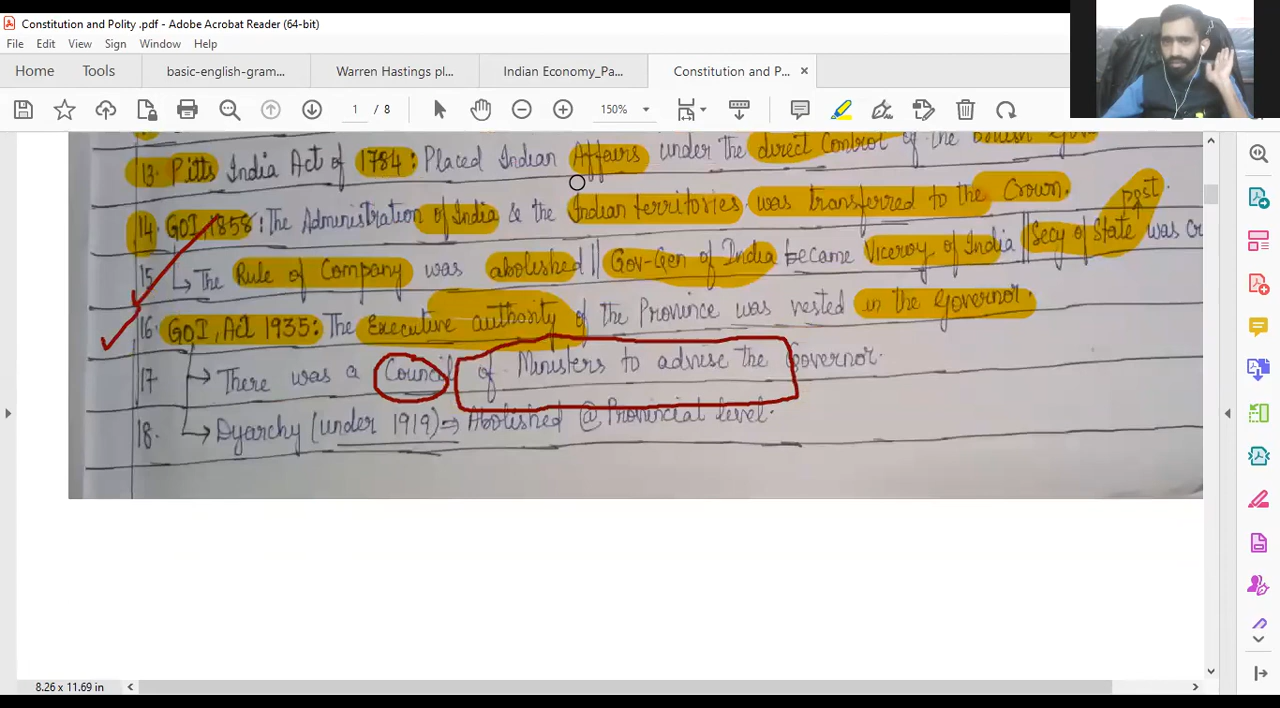 Constitution and Polity .pdf - Adobe Acrobat Reader (64-bit)
File Edit View Sign Window Help
Home Tools basic-english-gram... Warren Hastings pl... Indian Economy_Pa... Constitution and P... ×
1 / 8 150%
13. Pitts India Act of 1784: Placed Indian Affairs under the direct Control of the British Gov
14. GOI, 1858: The Administration of India & the Indian territories was transferred to the Crown.
post
15 ↳ The Rule of Company was abolished || Gov-Gen of India became Viceroy of India || Secy of State was cr
16. GOI, Act 1935: The Executive authority of the Province was vested in the Governor.
17 → There was a Council of Ministers to advise the Governor.
18. → Dyarchy (under 1919) ⇒ Abolished @ Provincial level.
8.26 x 11.69 in